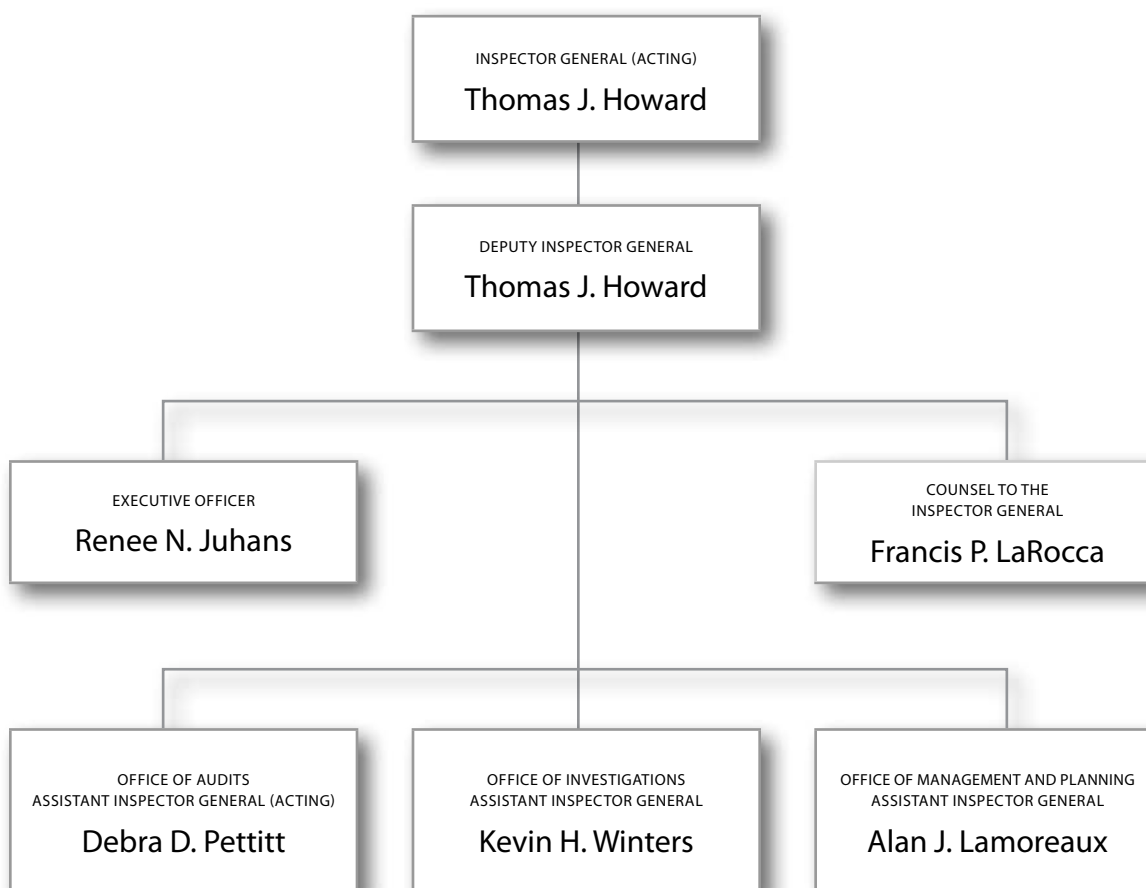 INSPECTOR GENERAL (ACTING)
Thomas J. Howard
DEPUTY INSPECTOR GENERAL
Thomas J. Howard
EXECUTIVE OFFICER
Renee N. Juhans
COUNSEL TO THE
INSPECTOR GENERAL
Francis P. LaRocca
OFFICE OF AUDITS
ASSISTANT INSPECTOR GENERAL (ACTING)
Debra D. Pettitt
OFFICE OF INVESTIGATIONS
ASSISTANT INSPECTOR GENERAL
Kevin H. Winters
OFFICE OF MANAGEMENT AND PLANNING
ASSISTANT INSPECTOR GENERAL
Alan J. Lamoreaux